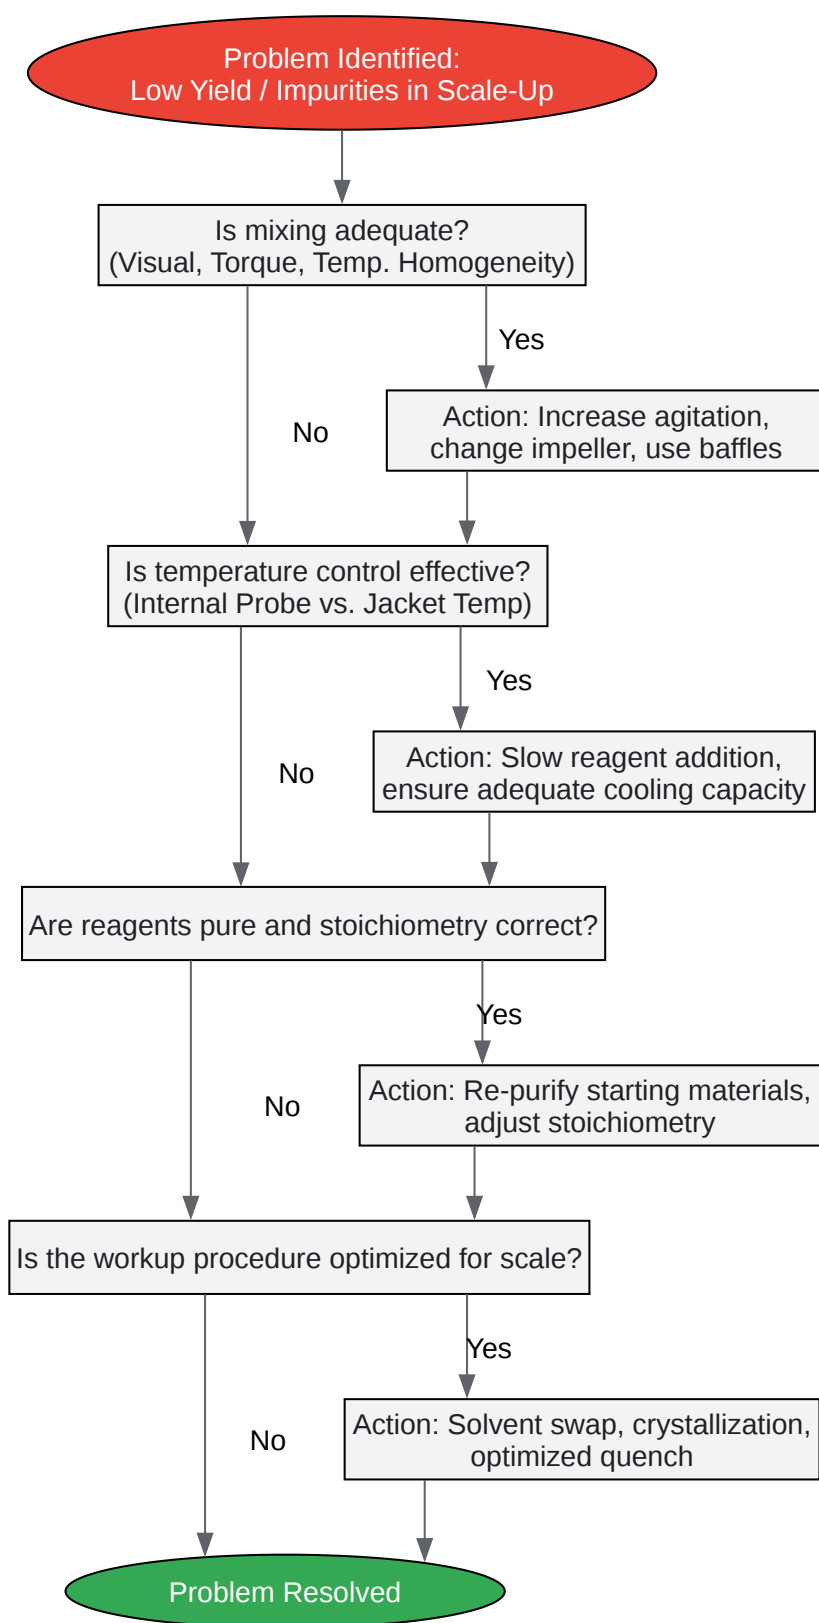 Problem Identified:
Low Yield / Impurities in Scale-Up
Is mixing adequate?
(Visual, Torque, Temp. Homogeneity)
Yes
No
Action: Increase agitation,
change impeller, use baffles
Is temperature control effective?
(Internal Probe vs. Jacket Temp)
Yes
No
Action: Slow reagent addition,
ensure adequate cooling capacity
Are reagents pure and stoichiometry correct?
Yes
No
Action: Re-purify starting materials,
adjust stoichiometry
Is the workup procedure optimized for scale?
Yes
No
Action: Solvent swap, crystallization,
optimized quench
Problem Resolved